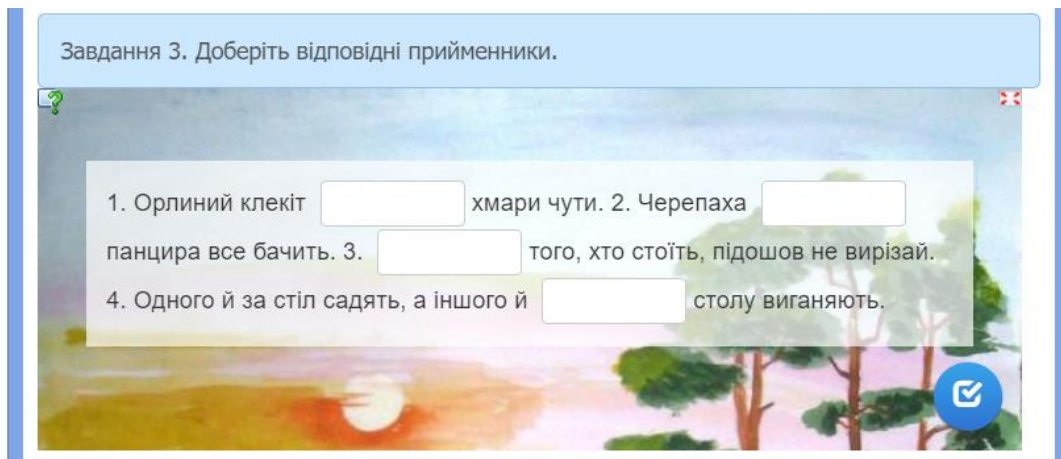 Завдання 3. Доберіть відповідні прийменники.
1. Орлиний клекіт хмари чути. 2. Черепаха
панцира все бачить. 3. того, хто стоїть, підошов не вирізай.
4. Одного й за стіл садять, а іншого й столу виганяють.